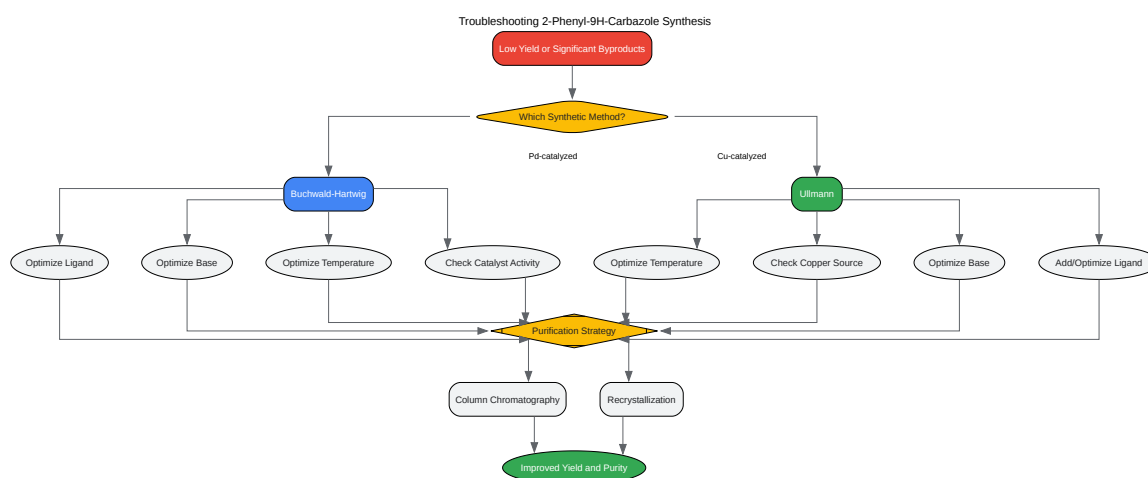 Troubleshooting 2-Phenyl-9H-Carbazole Synthesis
Low Yield or Significant Byproducts
Which Synthetic Method?
Pd-catalyzed
Cu-catalyzed
Buchwald-Hartwig
Ullmann
Optimize Ligand
Optimize Base
Optimize Temperature
Check Catalyst Activity
Optimize Temperature
Check Copper Source
Optimize Base
Add/Optimize Ligand
Purification Strategy
Column Chromatography
Recrystallization
Improved Yield and Purity